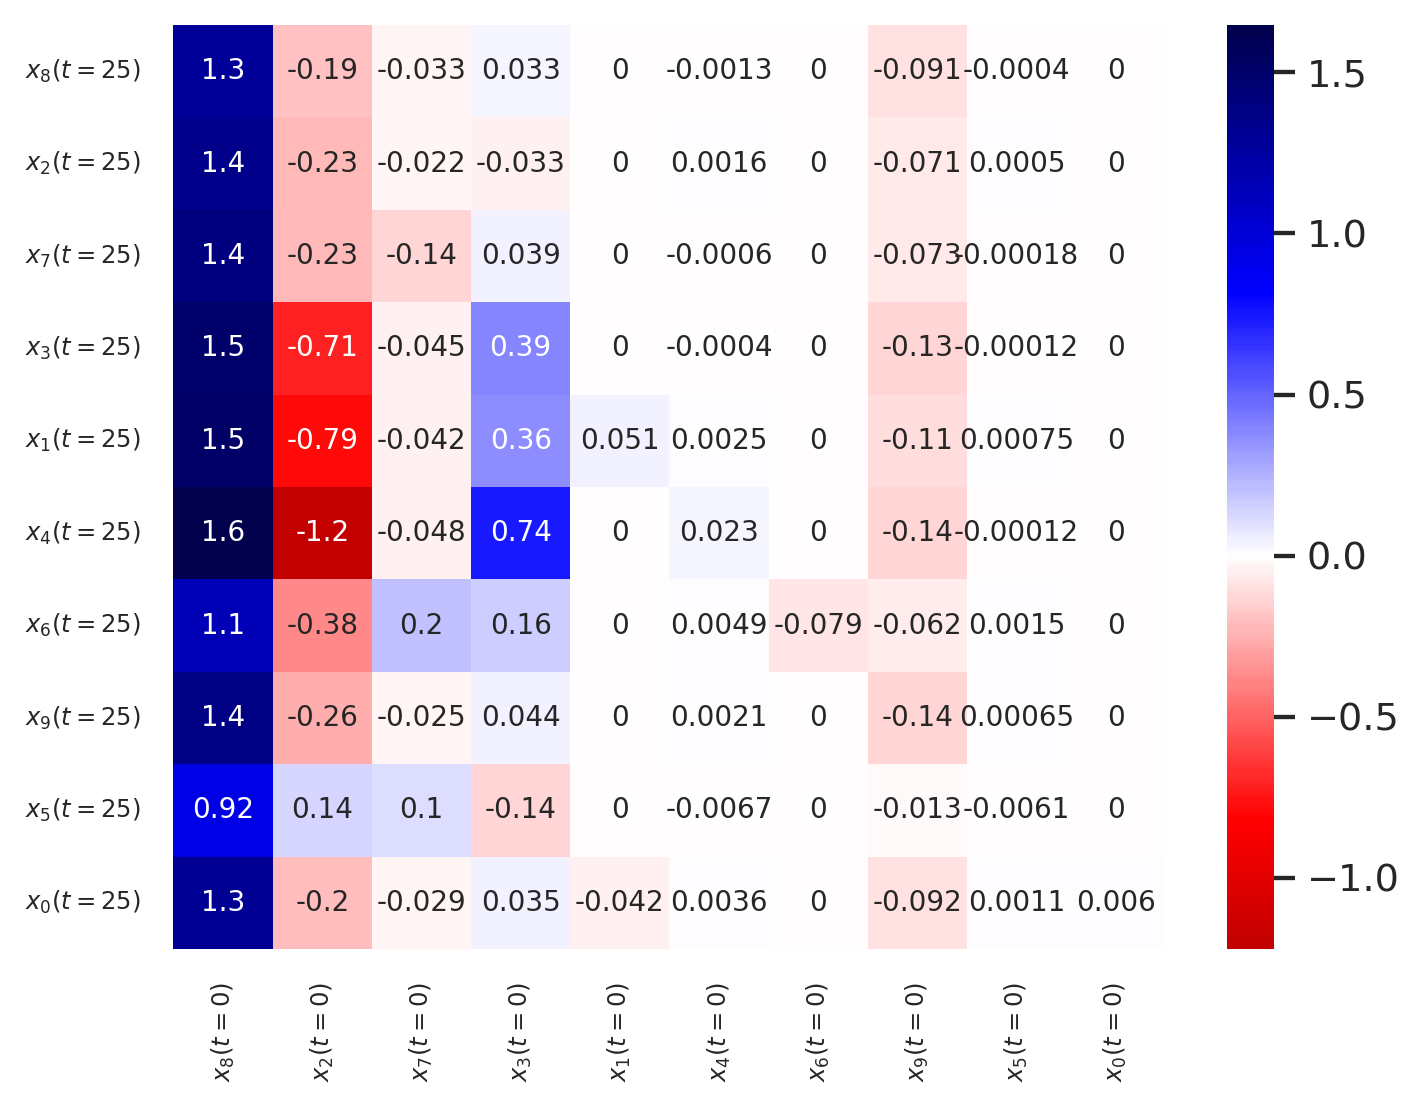 x₈(t = 25) 1.3 -0.19 -0.033 0.033 0 -0.0013 0 -0.091 -0.0004 0
x₂(t = 25) 1.4 -0.23 -0.022 -0.033 0 0.0016 0 -0.071 0.0005 0
x₇(t = 25) 1.4 -0.23 -0.14 0.039 0 -0.0006 0 -0.073 -0.00018 0
x₃(t = 25) 1.5 -0.71 -0.045 0.39 0 -0.0004 0 -0.13 -0.00012 0
x₁(t = 25) 1.5 -0.79 -0.042 0.36 0.051 0.0025 0 -0.11 0.00075 0
x₄(t = 25) 1.6 -1.2 -0.048 0.74 0 0.023 0 -0.14 -0.00012 0
x₆(t = 25) 1.1 -0.38 0.2 0.16 0 0.0049 -0.079 -0.062 0.0015 0
x₉(t = 25) 1.4 -0.26 -0.025 0.044 0 0.0021 0 -0.14 0.00065 0
x₅(t = 25) 0.92 0.14 0.1 -0.14 0 -0.0067 0 -0.013 -0.0061 0
x₀(t = 25) 1.3 -0.2 -0.029 0.035 -0.042 0.0036 0 -0.092 0.0011 0.006
x₈(t = 0)
x₂(t = 0)
x₇(t = 0)
x₃(t = 0)
x₁(t = 0)
x₄(t = 0)
x₆(t = 0)
x₉(t = 0)
x₅(t = 0)
x₀(t = 0)
1.5
1.0
0.5
0.0
−0.5
−1.0